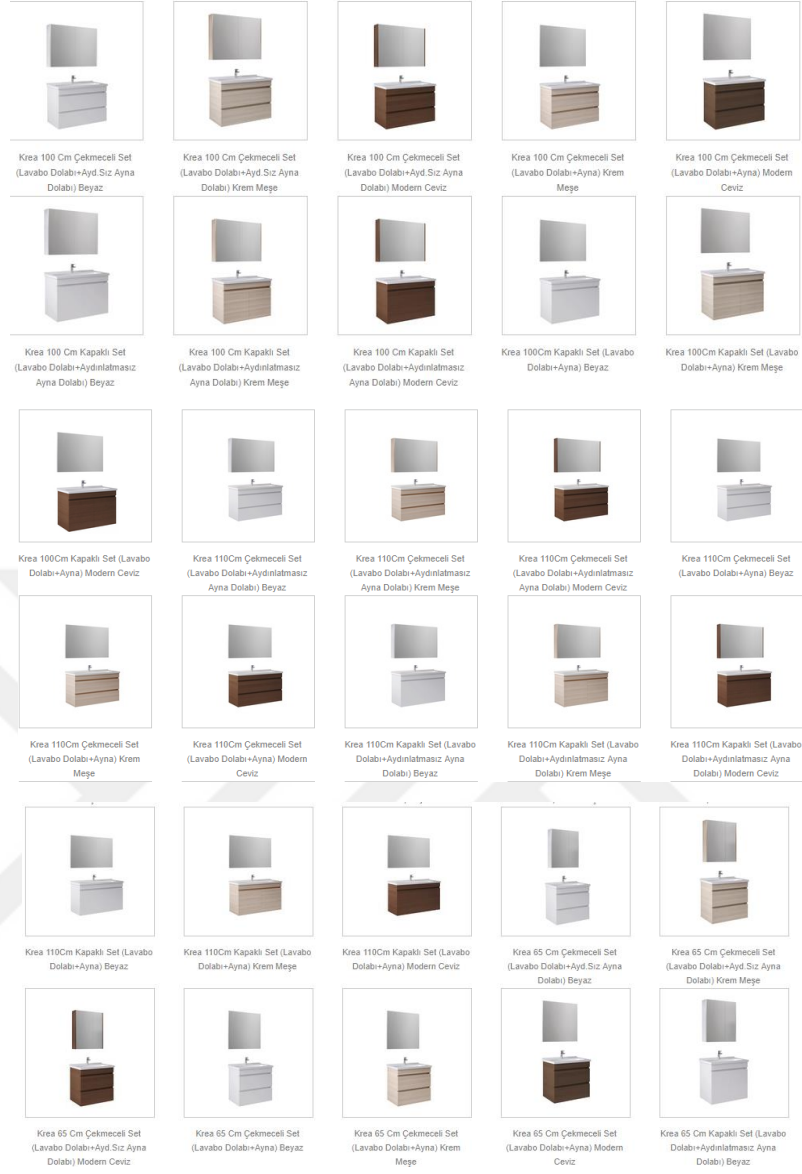 Krea 100 Cm Çekmeceli Set
(Lavabo Dolabı+Ayd.Sız Ayna
Dolabı) Beyaz
Krea 100 Cm Çekmeceli Set
(Lavabo Dolabı+Ayd.Sız Ayna
Dolabı) Krem Meşe
Krea 100 Cm Çekmeceli Set
(Lavabo Dolabı+Ayd.Sız Ayna
Dolabı) Modern Ceviz
Krea 100 Cm Çekmeceli Set
(Lavabo Dolabı+Ayna) Krem
Meşe
Krea 100 Cm Çekmeceli Set
(Lavabo Dolabı+Ayna) Modern
Ceviz
Krea 100 Cm Kapaklı Set
(Lavabo Dolabı+Aydınlatmasız
Ayna Dolabı) Beyaz
Krea 100 Cm Kapaklı Set
(Lavabo Dolabı+Aydınlatmasız
Ayna Dolabı) Krem Meşe
Krea 100 Cm Kapaklı Set
(Lavabo Dolabı+Aydınlatmasız
Ayna Dolabı) Modern Ceviz
Krea 100Cm Kapaklı Set (Lavabo
Dolabı+Ayna) Beyaz
Krea 100Cm Kapaklı Set (Lavabo
Dolabı+Ayna) Krem Meşe
Krea 100Cm Kapaklı Set (Lavabo
Dolabı+Ayna) Modern Ceviz
Krea 110Cm Çekmeceli Set
(Lavabo Dolabı+Aydınlatmasız
Ayna Dolabı) Beyaz
Krea 110Cm Çekmeceli Set
(Lavabo Dolabı+Aydınlatmasız
Ayna Dolabı) Krem Meşe
Krea 110Cm Çekmeceli Set
(Lavabo Dolabı+Aydınlatmasız
Ayna Dolabı) Modern Ceviz
Krea 110Cm Çekmeceli Set
(Lavabo Dolabı+Ayna) Beyaz
Krea 110Cm Çekmeceli Set
(Lavabo Dolabı+Ayna) Krem
Meşe
Krea 110Cm Çekmeceli Set
(Lavabo Dolabı+Ayna) Modern
Ceviz
Krea 110Cm Kapaklı Set (Lavabo
Dolabı+Aydınlatmasız Ayna
Dolabı) Beyaz
Krea 110Cm Kapaklı Set (Lavabo
Dolabı+Aydınlatmasız Ayna
Dolabı) Krem Meşe
Krea 110Cm Kapaklı Set (Lavabo
Dolabı+Aydınlatmasız Ayna
Dolabı) Modern Ceviz
Krea 110Cm Kapaklı Set (Lavabo
Dolabı+Ayna) Beyaz
Krea 110Cm Kapaklı Set (Lavabo
Dolabı+Ayna) Krem Meşe
Krea 110Cm Kapaklı Set (Lavabo
Dolabı+Ayna) Modern Ceviz
Krea 65 Cm Çekmeceli Set
(Lavabo Dolabı+Ayd.Sız Ayna
Dolabı) Beyaz
Krea 65 Cm Çekmeceli Set
(Lavabo Dolabı+Ayd.Sız Ayna
Dolabı) Krem Meşe
Krea 65 Cm Çekmeceli Set
(Lavabo Dolabı+Ayd.Sız Ayna
Dolabı) Modern Ceviz
Krea 65 Cm Çekmeceli Set
(Lavabo Dolabı+Ayna) Beyaz
Krea 65 Cm Çekmeceli Set
(Lavabo Dolabı+Ayna) Krem
Meşe
Krea 65 Cm Çekmeceli Set
(Lavabo Dolabı+Ayna) Modern
Ceviz
Krea 65 Cm Kapaklı Set (Lavabo
Dolabı+Aydınlatmasız Ayna
Dolabı) Beyaz